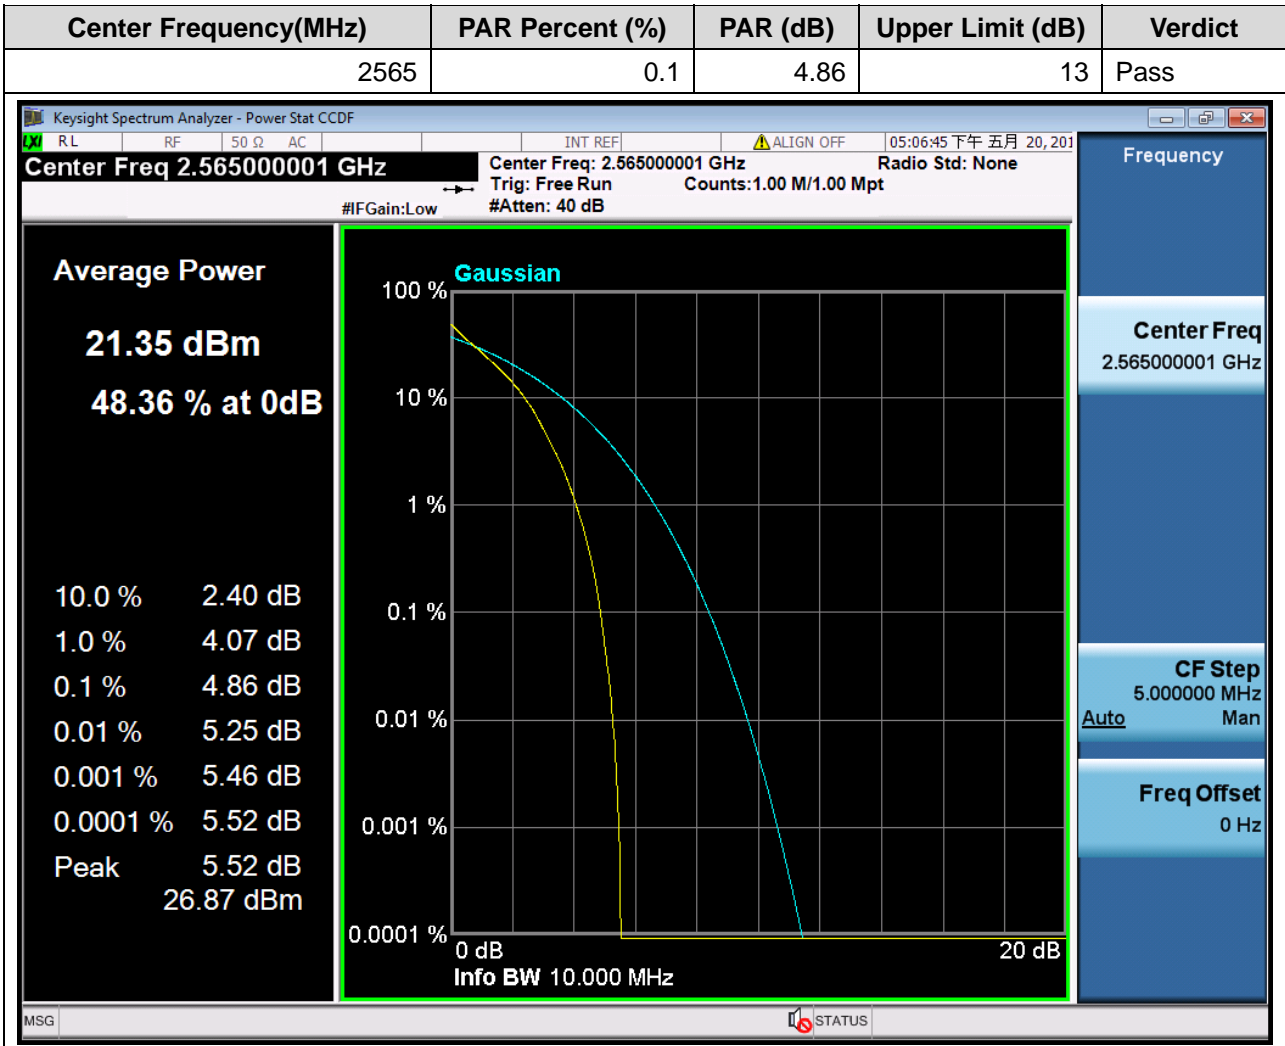 Center Frequency(MHz) PAR Percent (%) PAR (dB) Upper Limit (dB) Verdict
2565 0.1 4.86 13 Pass
Keysight Spectrum Analyzer - Power Stat CCDF
LXI RL RF 50 Ω AC INT REF ALIGN OFF 05:06:45 下午 五月 20, 201
Center Freq 2.565000001 GHz
#IFGain:Low
Center Freq: 2.565000001 GHz Radio Std: None
Trig: Free Run Counts:1.00 M/1.00 Mpt
#Atten: 40 dB
Average Power
21.35 dBm
48.36 % at 0dB
10.0 % 2.40 dB
1.0 % 4.07 dB
0.1 % 4.86 dB
0.01 % 5.25 dB
0.001 % 5.46 dB
0.0001 % 5.52 dB
Peak 5.52 dB
26.87 dBm
Gaussian
100 %
10 %
1 %
0.1 %
0.01 %
0.001 %
0.0001 %
0 dB 20 dB
Info BW 10.000 MHz
Frequency
Center Freq
2.565000001 GHz
CF Step
5.000000 MHz
Auto Man
Freq Offset
0 Hz
MSG STATUS